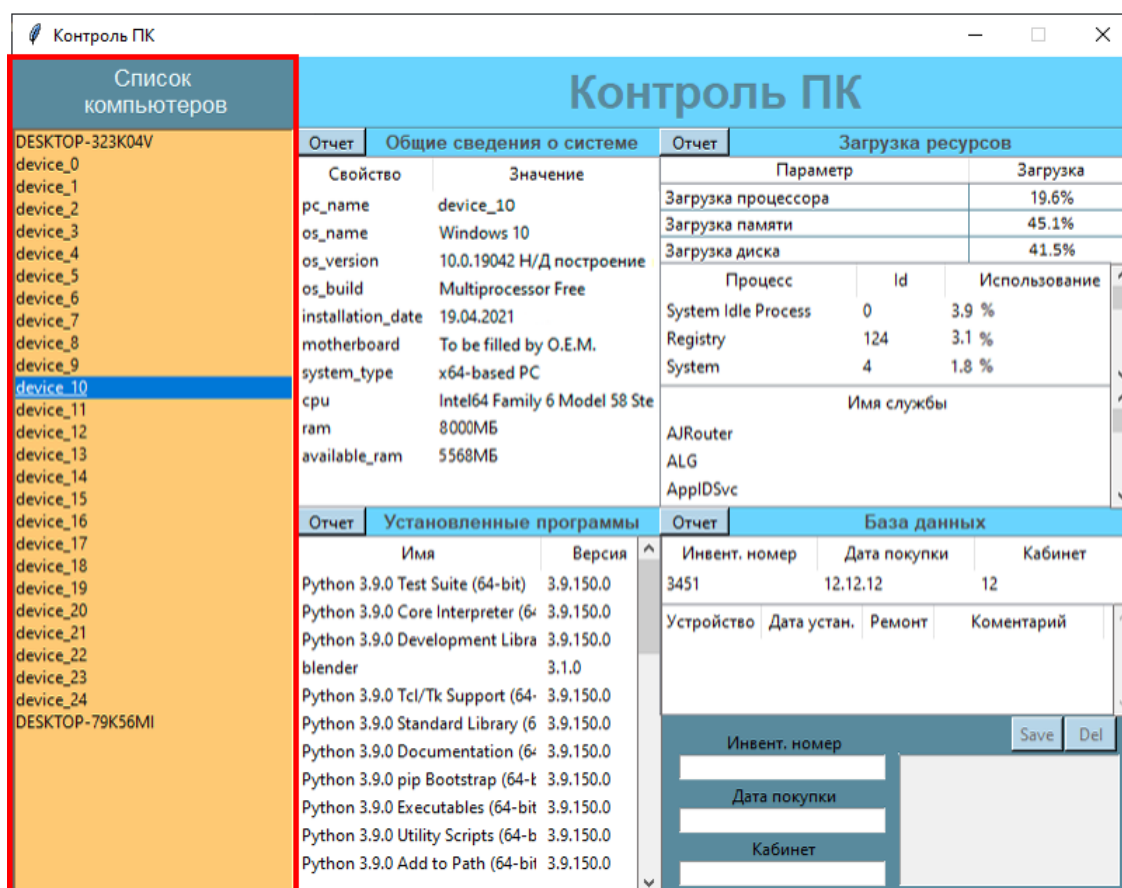 Контроль ПК
Список
компьютеров
Контроль ПК
DESKTOP-323K04V
device_0
device_1
device_2
device_3
device_4
device_5
device_6
device_7
device_8
device_9
device_10
device_11
device_12
device_13
device_14
device_15
device_16
device_17
device_18
device_19
device_20
device_21
device_22
device_23
device_24
DESKTOP-79K56MI
Отчет Общие сведения о системе
Свойство Значение
pc_name device_10
os_name Windows 10
os_version 10.0.19042 Н/Д построение
os_build Multiprocessor Free
installation_date 19.04.2021
motherboard To be filled by O.E.M.
system_type x64-based PC
cpu Intel64 Family 6 Model 58 Ste
ram 8000МБ
available_ram 5568МБ
Отчет Загрузка ресурсов
Параметр Загрузка
Загрузка процессора 19.6%
Загрузка памяти 45.1%
Загрузка диска 41.5%
Процесс Id Использование
System Idle Process 0 3.9 %
Registry 124 3.1 %
System 4 1.8 %
Имя службы
AJRouter
ALG
AppIDSvc
Отчет Установленные программы
Имя Версия
Python 3.9.0 Test Suite (64-bit) 3.9.150.0
Python 3.9.0 Core Interpreter (64 3.9.150.0
Python 3.9.0 Development Libra 3.9.150.0
blender 3.1.0
Python 3.9.0 Tcl/Tk Support (64- 3.9.150.0
Python 3.9.0 Standard Library (6 3.9.150.0
Python 3.9.0 Documentation (64 3.9.150.0
Python 3.9.0 pip Bootstrap (64-b 3.9.150.0
Python 3.9.0 Executables (64-bit 3.9.150.0
Python 3.9.0 Utility Scripts (64-b 3.9.150.0
Python 3.9.0 Add to Path (64-bit 3.9.150.0
Отчет База данных
Инвент. номер Дата покупки Кабинет
3451 12.12.12 12
Устройство Дата устан. Ремонт Коментарий
Save Del
Инвент. номер
Дата покупки
Кабинет